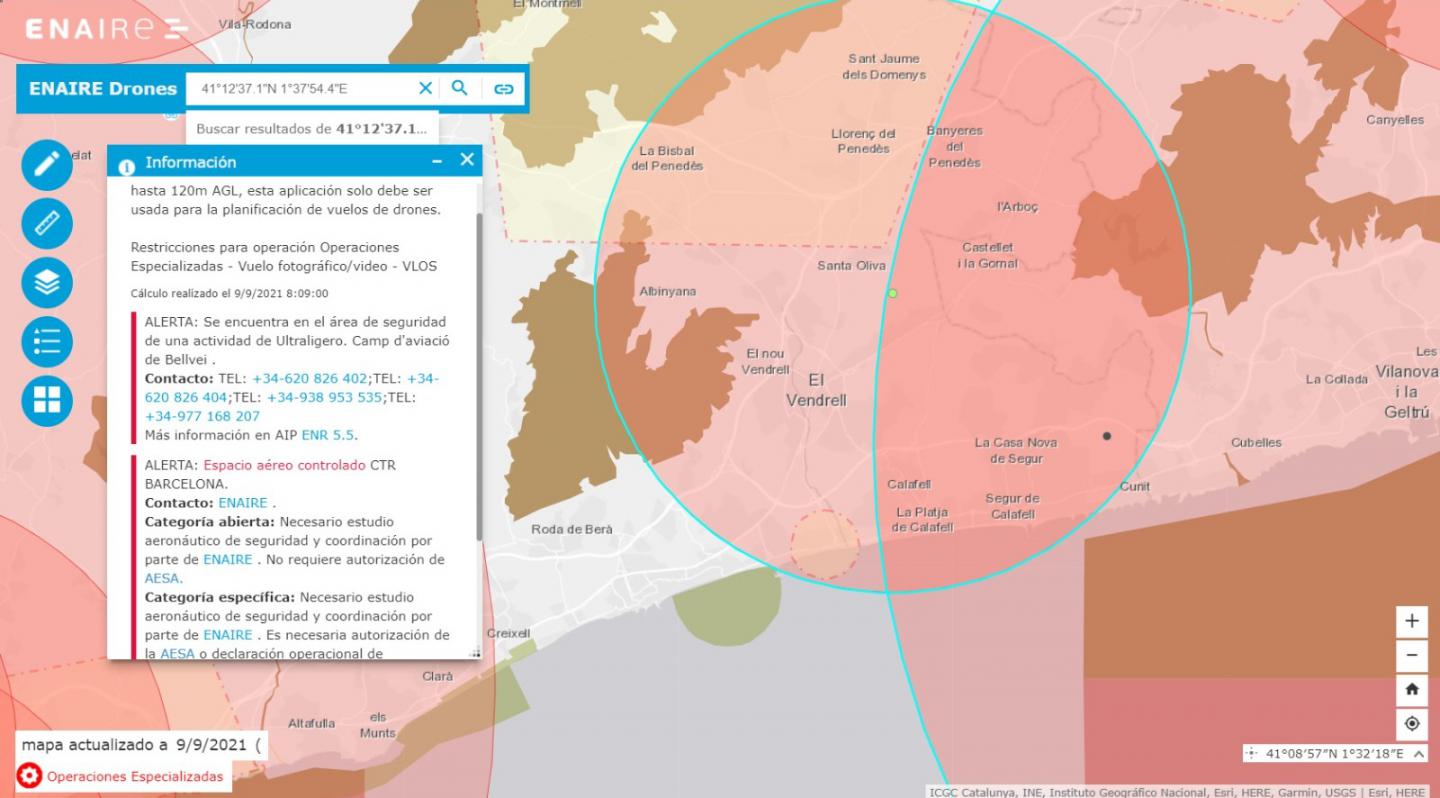 ENAIRE
ENAIRE Drones
41°12'37.1"N 1°37'54.4"E
Buscar resultados de 41°12'37.1...
Información
hasta 120m AGL, esta aplicación solo debe ser
usada para la planificación de vuelos de drones.
Restricciones para operación Operaciones
Especializadas - Vuelo fotográfico/video - VLOS
Cálculo realizado el 9/9/2021 8:09:00
ALERTA: Se encuentra en el área de seguridad
de una actividad de Ultraligero. Camp d'aviació
de Bellvei .
Contacto: TEL: +34-620 826 402;TEL: +34-
620 826 404;TEL: +34-938 953 535;TEL:
+34-977 168 207
Más información en AIP ENR 5.5.
ALERTA: Espacio aéreo controlado CTR
BARCELONA.
Contacto: ENAIRE .
Categoría abierta: Necesario estudio
aeronáutico de seguridad y coordinación por
parte de ENAIRE . No requiere autorización de
AESA.
Categoría específica: Necesario estudio
aeronáutico de seguridad y coordinación por
parte de ENAIRE . Es necesaria autorización de
la AESA o declaración operacional de
mapa actualizado a 9/9/2021 (
Operaciones Especializadas
Vila-Rodona
El Montmell
elat
Sant Jaume
dels Domenys
Llorenç del
Penedès
Banyeres
del
Penedès
La Bisbal
del Penedès
Canyelles
l'Arboç
Castellet
i la Gornal
Santa Oliva
Albinyana
El nou
Vendrell
El
Vendrell
Les
Vilanova
i la
Geltrú
La Collada
La Casa Nova
de Segur
Cubelles
Calafell
Segur de
Calafell
Cunit
La Platja
de Calafell
Roda de Berà
Creixell
Clarà
Altafulla
els
Munts
+
−
41°08'57"N 1°32'18"E
ICGC Catalunya, INE, Instituto Geográfico Nacional, Esri, HERE, Garmin, USGS | Esri, HERE